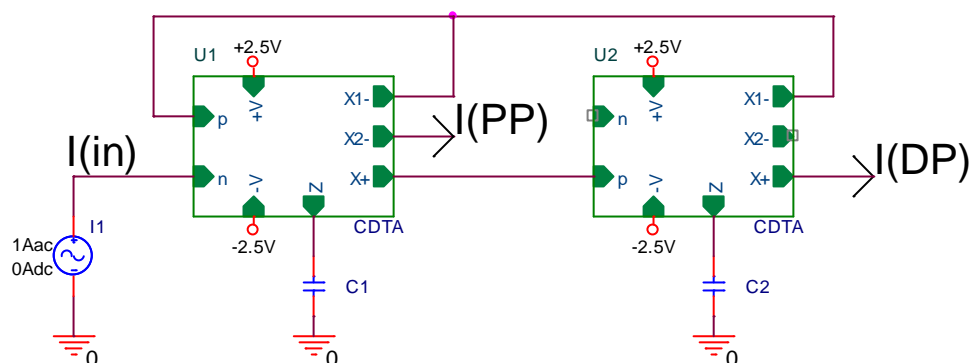 U1
+2.5V
U2
+2.5V
+V
X1-
p
X2-
I(PP)
I(in)
n
-V
Z
X+
-2.5V
CDTA
I1
1Aac
0Adc
C1
0
0
+V
X1-
n
X2-
p
-V
Z
X+
I(DP)
-2.5V
CDTA
C2
0